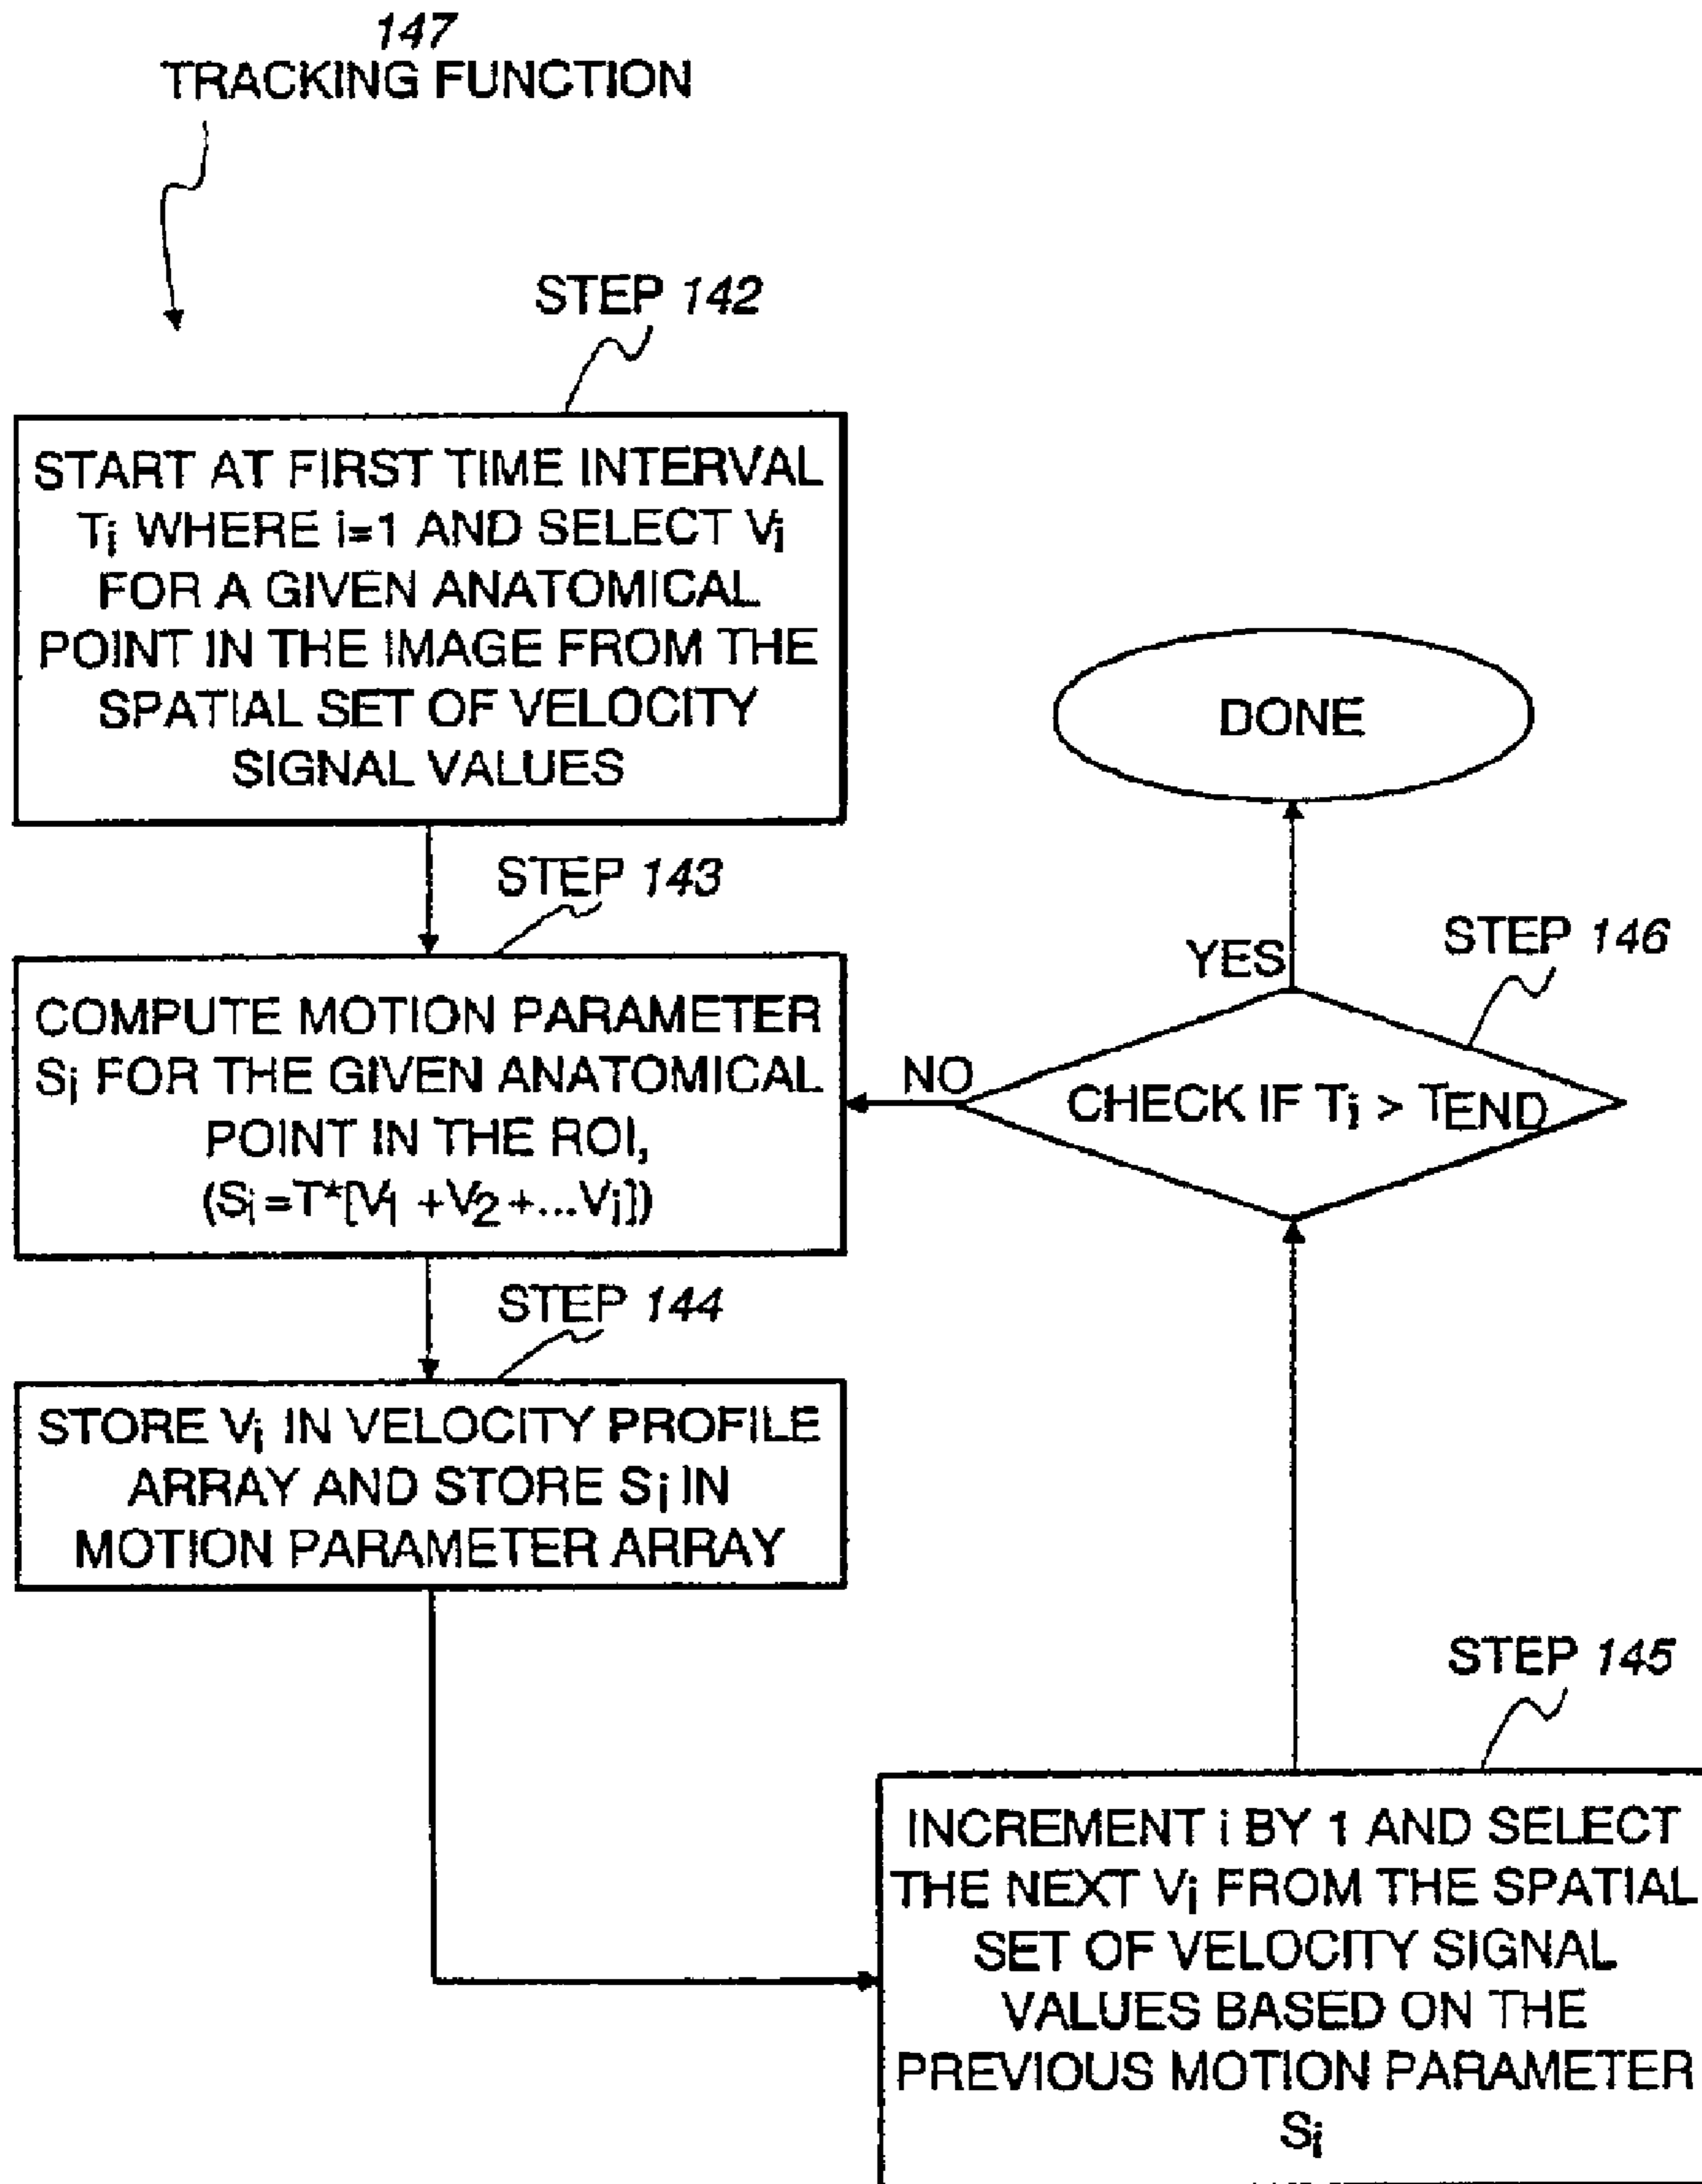 147
TRACKING FUNCTION
STEP 142
START AT FIRST TIME INTERVAL
Ti WHERE i=1 AND SELECT Vi
FOR A GIVEN ANATOMICAL
POINT IN THE IMAGE FROM THE
SPATIAL SET OF VELOCITY
SIGNAL VALUES
STEP 143
COMPUTE MOTION PARAMETER
Si FOR THE GIVEN ANATOMICAL
POINT IN THE ROI,
(Si=T*[V1 +V2+...Vi])
STEP 144
STORE Vi IN VELOCITY PROFILE
ARRAY AND STORE Si IN
MOTION PARAMETER ARRAY
STEP 145
INCREMENT i BY 1 AND SELECT
THE NEXT Vi FROM THE SPATIAL
SET OF VELOCITY SIGNAL
VALUES BASED ON THE
PREVIOUS MOTION PARAMETER
Si
STEP 146
CHECK IF Ti > TEND
NO
YES
DONE